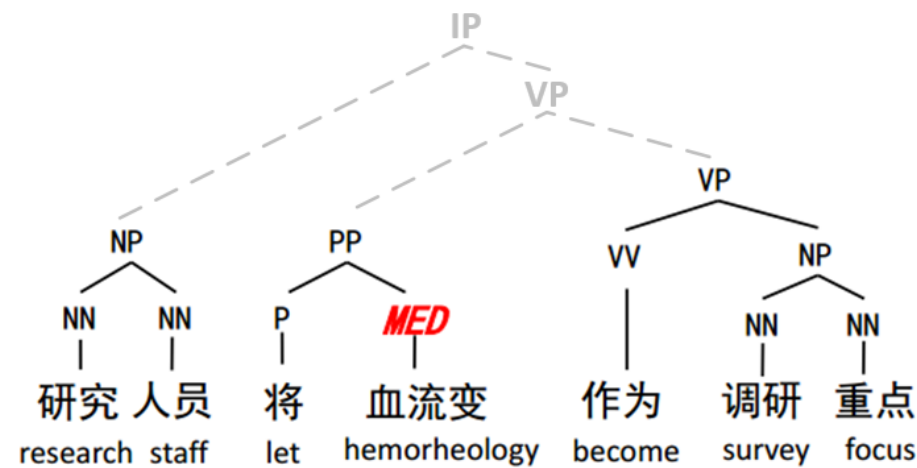 IP
VP
VP
NP PP VV NP
NN NN P MED NN NN
研究 人员 将 血流变 作为 调研 重点
research staff let hemorheology become survey focus